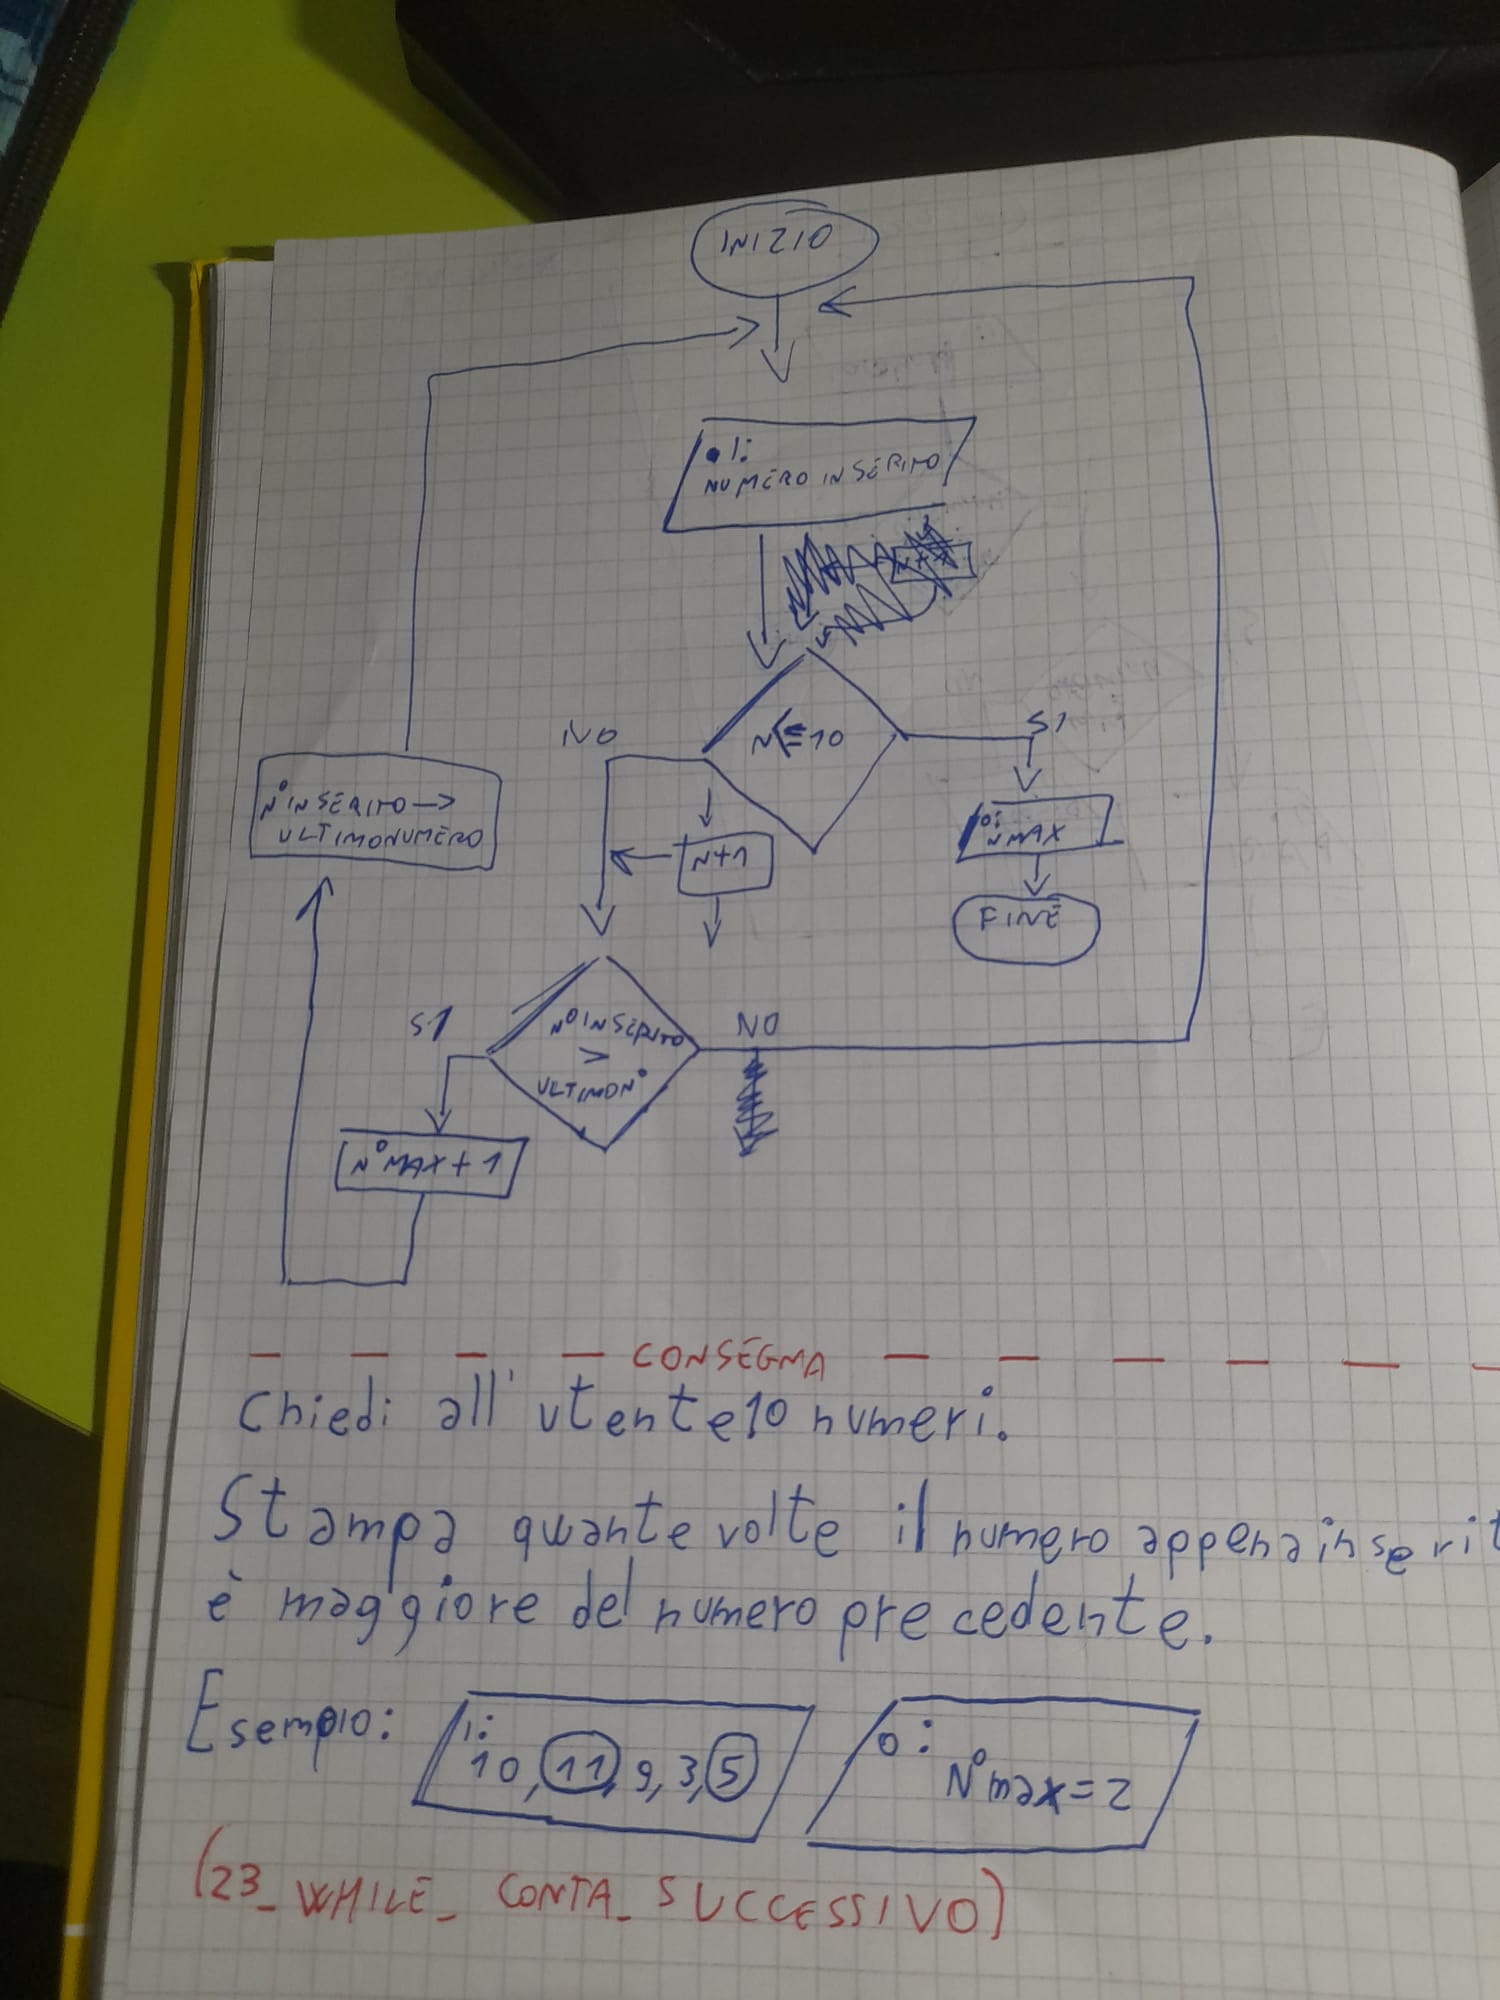 INIZIO
I:
NUMERO INSERITO
N<=10
NO
SI
N°INSERITO→
ULTIMONUMERO
N+1
O:
NMAX
FINE
SI
N°INSERITO
>
ULTIMON°
NO
N°MAX+1
— — — — CONSEGNA — — — — — —
Chiedi all'utente 10 numeri.
Stampa quante volte il numero appena inserit
è maggiore del numero precedente.
Esempio:
I:
10, 11, 9, 3, 5
O:
N°max=2
(23_WHILE_CONTA_SUCCESSIVO)